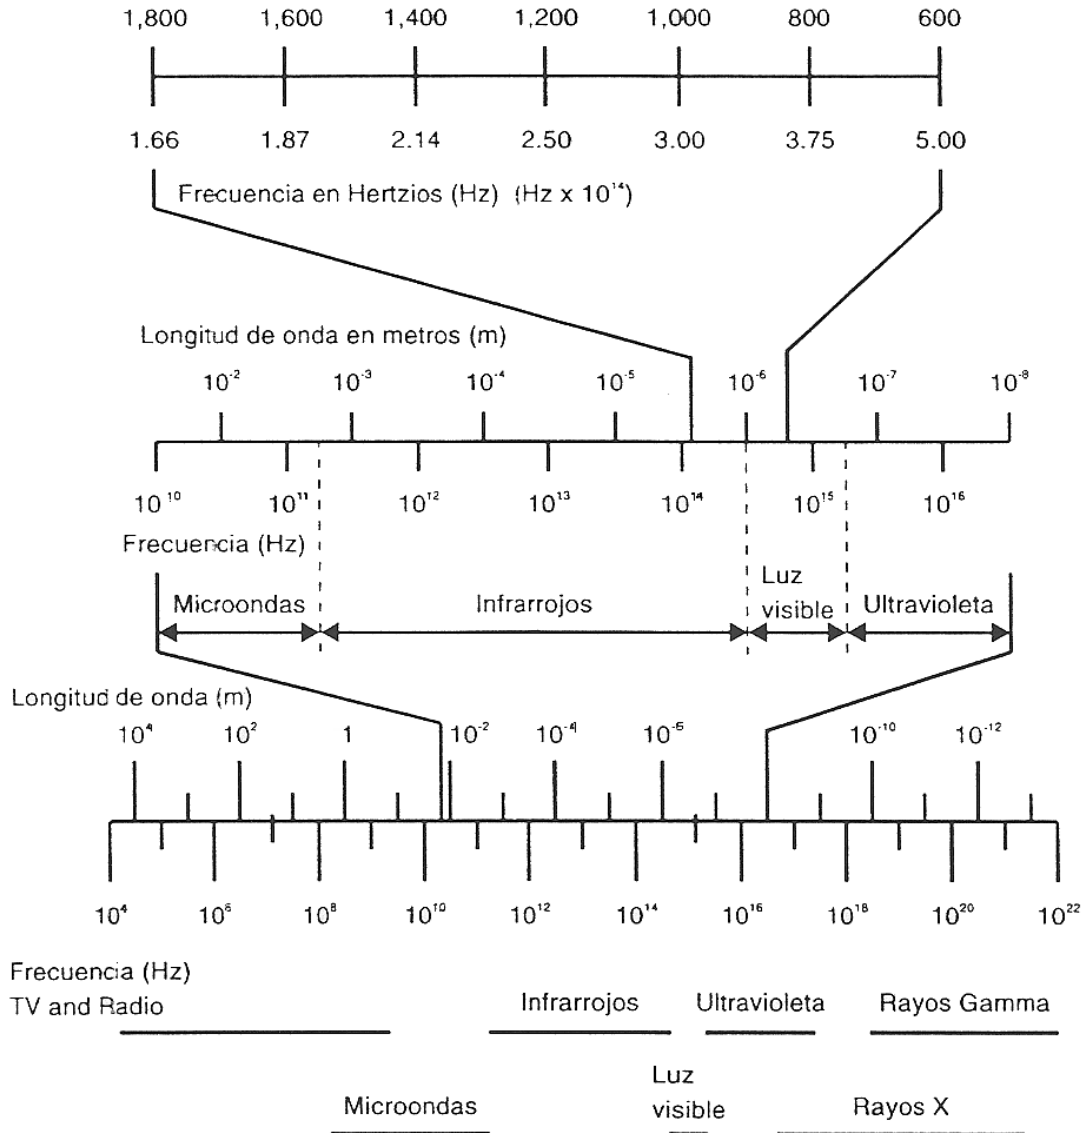 1,800 1,600 1,400 1,200 1,000 800 600
1.66 1.87 2.14 2.50 3.00 3.75 5.00
Frecuencia en Hertzios (Hz) (Hz x 10¹⁴)
Longitud de onda en metros (m)
10⁻² 10⁻³ 10⁻⁴ 10⁻⁵ 10⁻⁶ 10⁻⁷ 10⁻⁸
10¹⁰ 10¹¹ 10¹² 10¹³ 10¹⁴ 10¹⁵ 10¹⁶
Frecuencia (Hz)
Microondas
Infrarrojos
Luz
visible
Ultravioleta
Longitud de onda (m)
10⁴ 10² 1 10⁻² 10⁻⁴ 10⁻⁶ 10⁻¹⁰ 10⁻¹²
10⁴ 10⁶ 10⁸ 10¹⁰ 10¹² 10¹⁴ 10¹⁶ 10¹⁸ 10²⁰ 10²²
Frecuencia (Hz)
TV and Radio
Infrarrojos
Ultravioleta
Rayos Gamma
Microondas
Luz
visible
Rayos X